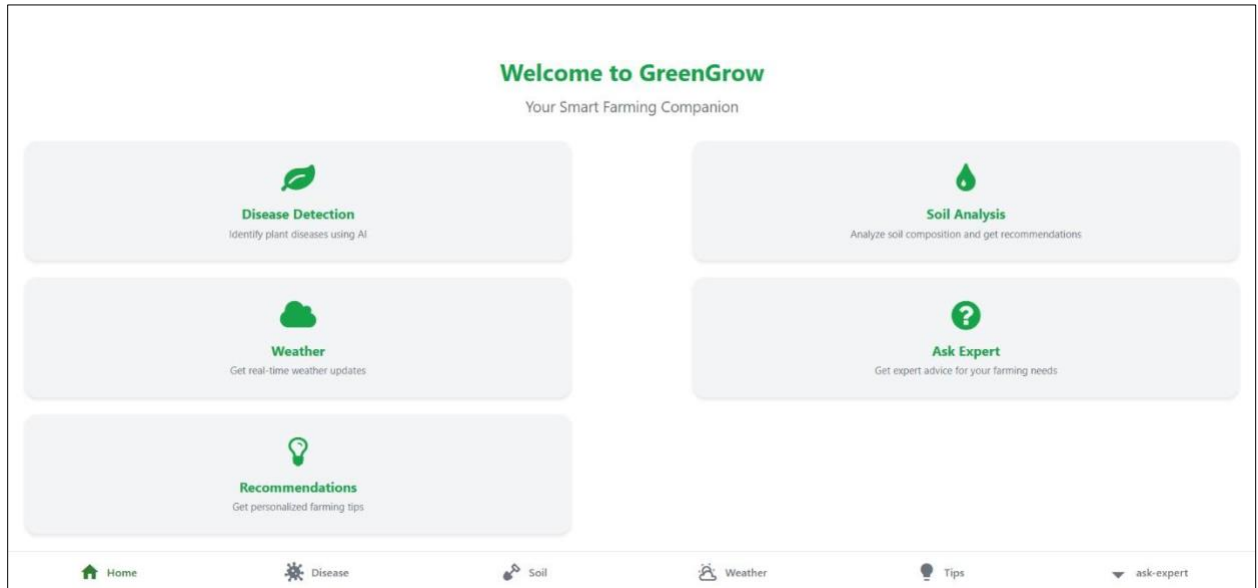 Welcome to GreenGrow
Your Smart Farming Companion
Disease Detection
Identify plant diseases using AI
Soil Analysis
Analyze soil composition and get recommendations
Weather
Get real-time weather updates
Ask Expert
Get expert advice for your farming needs
Recommendations
Get personalized farming tips
Home
Disease
Soil
Weather
Tips
ask-expert